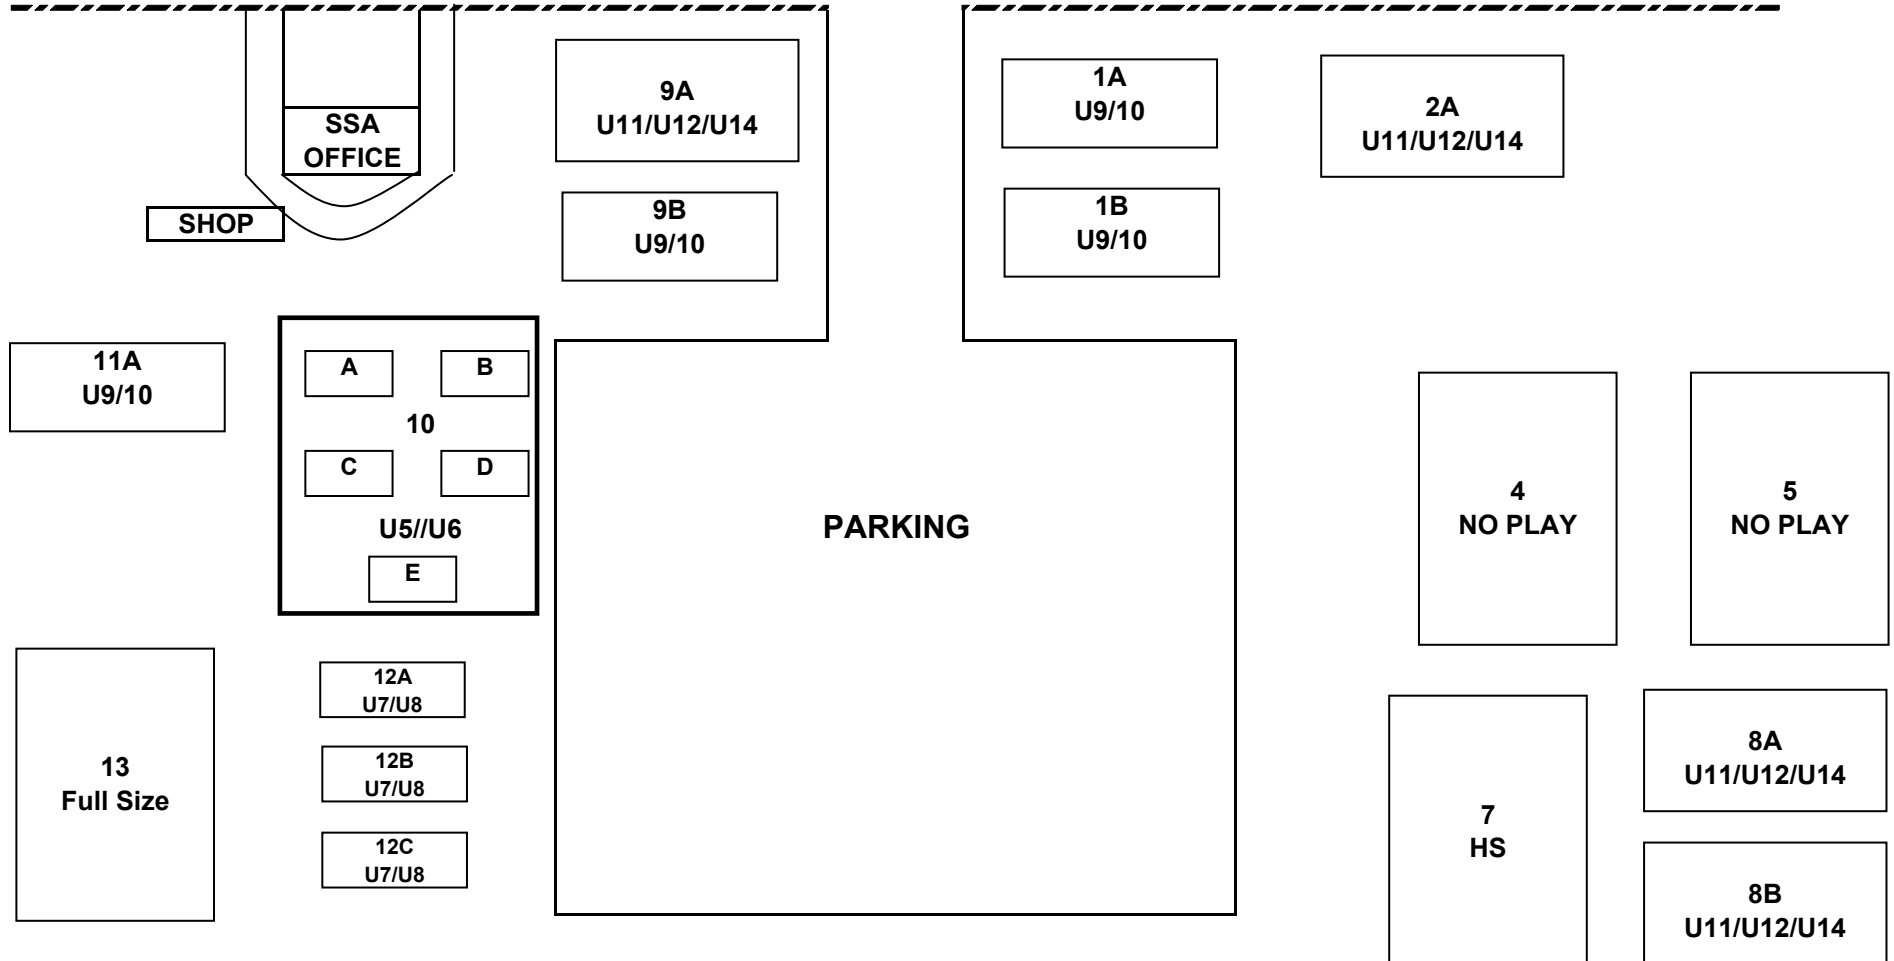 9A
U11/U12/U14
1A
U9/10
2A
U11/U12/U14
SSA
OFFICE
SHOP
9B
U9/10
1B
U9/10
11A
U9/10
A
B
10
C
D
U5//U6
E
PARKING
4
NO PLAY
5
NO PLAY
13
Full Size
12A
U7/U8
12B
U7/U8
12C
U7/U8
7
HS
8A
U11/U12/U14
8B
U11/U12/U14